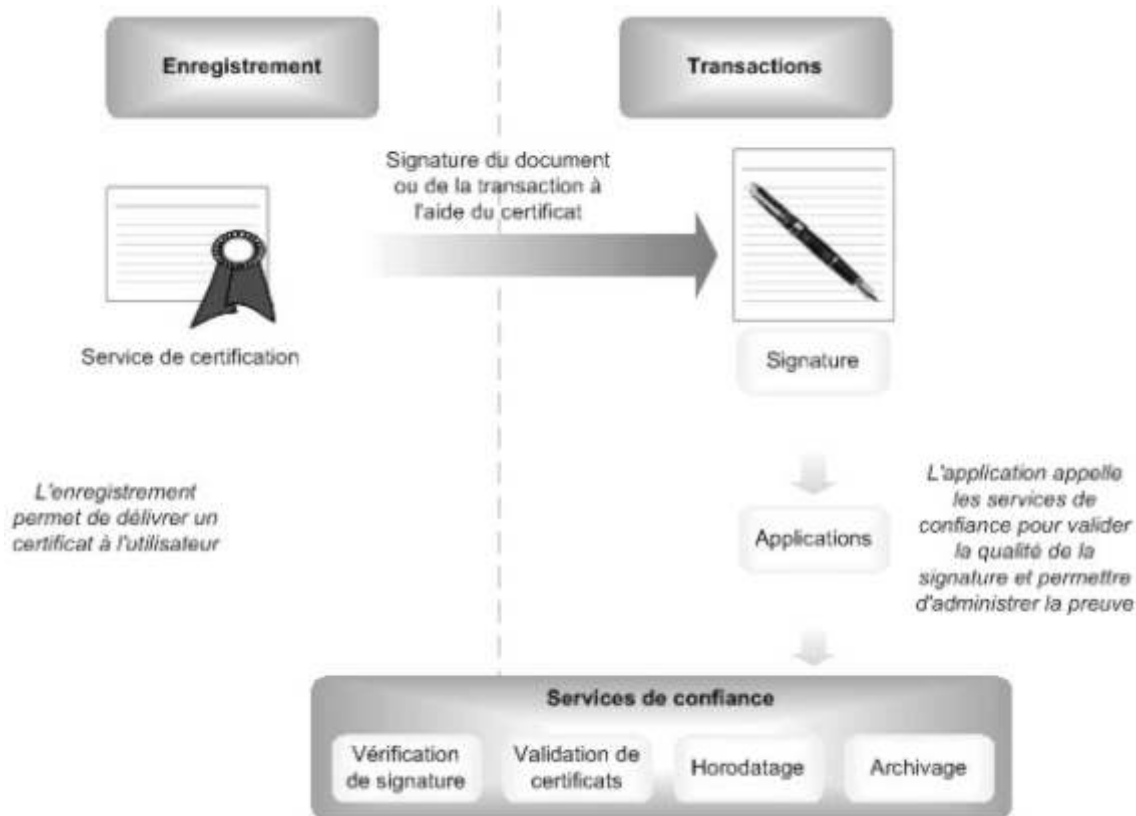 Enregistrement
Transactions
Signature du document
ou de la transaction à
l'aide du certificat
Service de certification
Signature
L'enregistrement
permet de délivrer un
certificat à l'utilisateur
Applications
L'application appelle
les services de
confiance pour valider
la qualité de la
signature et permettre
d'administrer la preuve
Services de confiance
Vérification
de signature
Validation de
certificats
Horodatage
Archivage